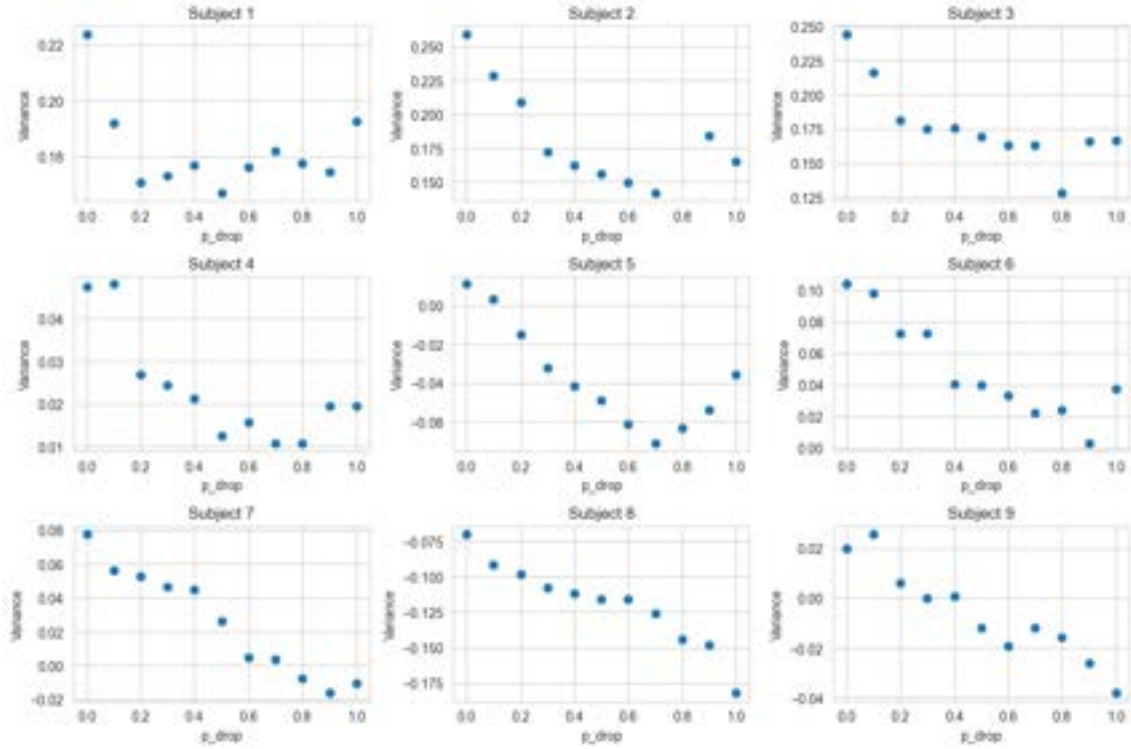 Subject 1 Subject 2 Subject 3
0.22 0.20 0.18
Variance
0.0 0.2 0.4 0.6 0.8 1.0
p_drop
0.250 0.225 0.200 0.175 0.150
Variance
0.0 0.2 0.4 0.6 0.8 1.0
p_drop
0.250 0.225 0.200 0.175 0.150 0.125
Variance
0.0 0.2 0.4 0.6 0.8 1.0
p_drop
Subject 4 Subject 5 Subject 6
0.04 0.03 0.02 0.01
Variance
0.0 0.2 0.4 0.6 0.8 1.0
p_drop
0.00 −0.02 −0.04 −0.06
Variance
0.0 0.2 0.4 0.6 0.8 1.0
p_drop
0.10 0.08 0.06 0.04 0.02 0.00
Variance
0.0 0.2 0.4 0.6 0.8 1.0
p_drop
Subject 7 Subject 8 Subject 9
0.08 0.06 0.04 0.02 0.00 −0.02
Variance
0.0 0.2 0.4 0.6 0.8 1.0
p_drop
−0.075 −0.100 −0.125 −0.150 −0.175
Variance
0.0 0.2 0.4 0.6 0.8 1.0
p_drop
0.02 0.00 −0.02 −0.04
Variance
0.0 0.2 0.4 0.6 0.8 1.0
p_drop